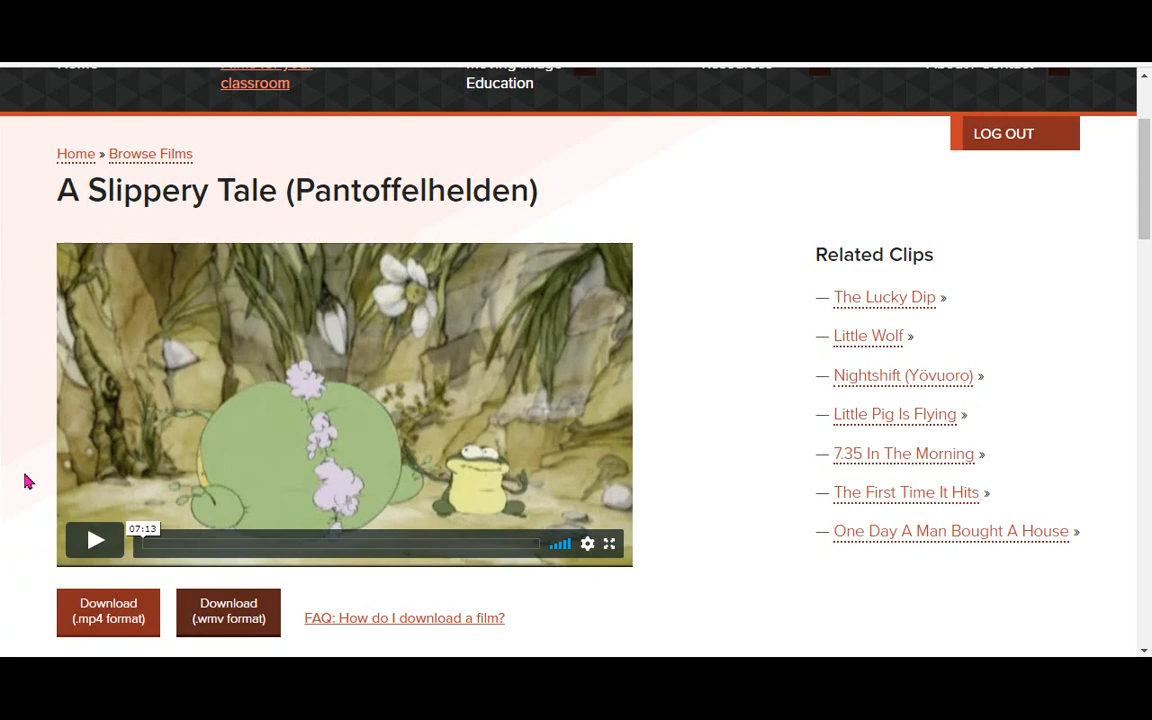 classroom
Education
LOG OUT
Home » Browse Films
A Slippery Tale (Pantoffelhelden)
07:13
Download
(.mp4 format)
Download
(.wmv format)
FAQ: How do I download a film?
Related Clips
— The Lucky Dip »
— Little Wolf »
— Nightshift (Yövuoro) »
— Little Pig Is Flying »
— 7.35 In The Morning »
— The First Time It Hits »
— One Day A Man Bought A House »